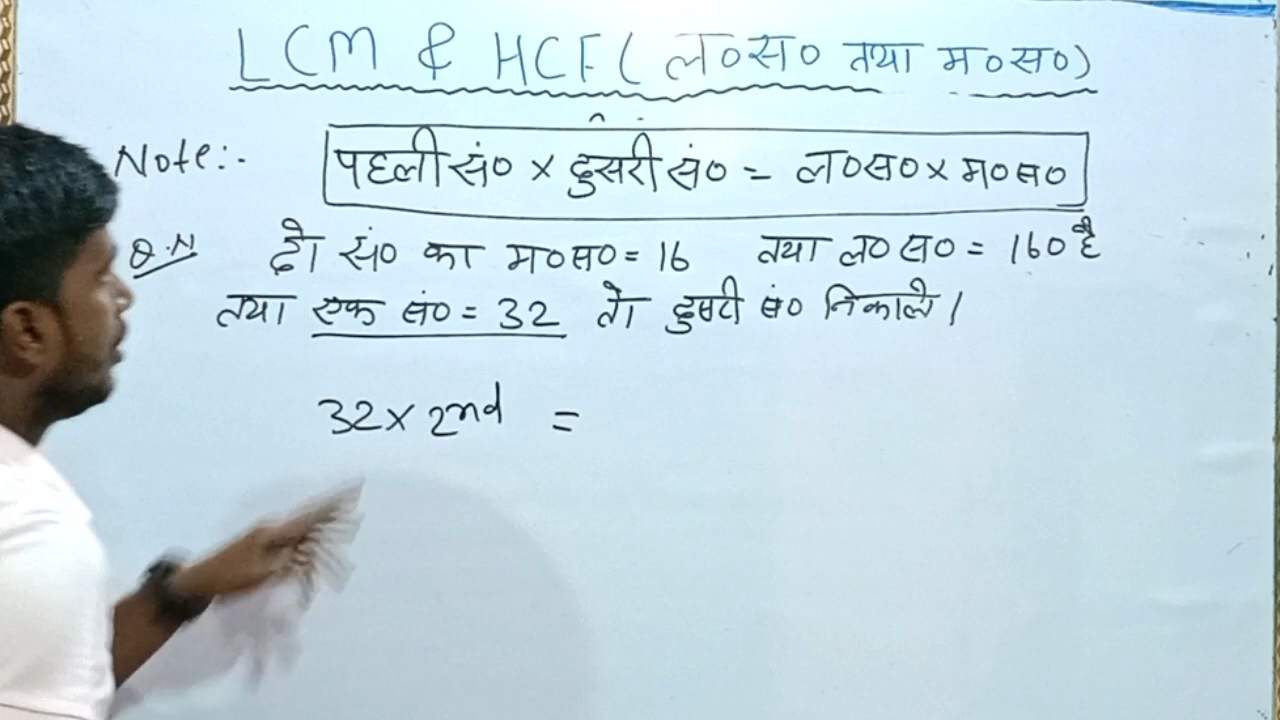 LCM & HCF ( ल०स० तथा म०स०)
Note:- पहली सं० × दुसरी सं० = ल०स० × म०स०
Q.N दो सं० का म०स० = 16 तथा ल०स० = 160 है
तथा एक सं० = 32 तो दुसरी सं० निकाले।
32 × 2nd =